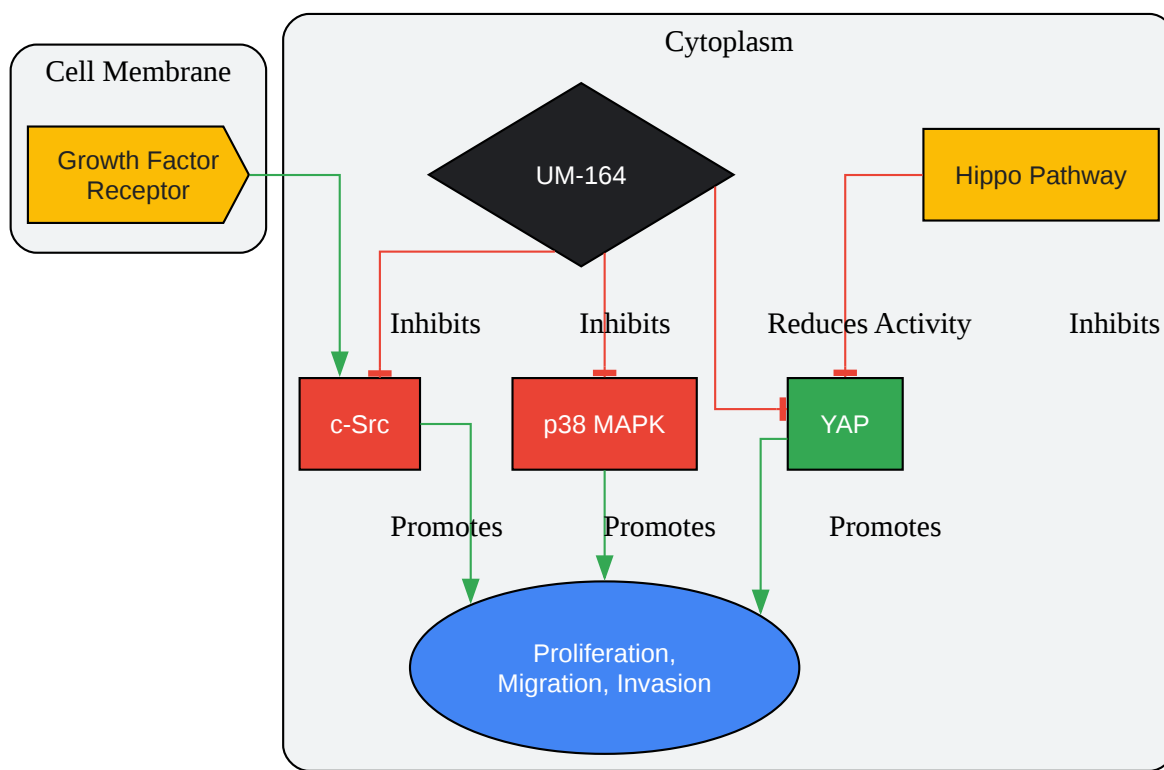 Cytoplasm
Cell Membrane
Growth Factor
Receptor
UM-164
Hippo Pathway
Inhibits
Inhibits
Reduces Activity
Inhibits
c-Src
p38 MAPK
YAP
Promotes
Promotes
Promotes
Proliferation,
Migration, Invasion